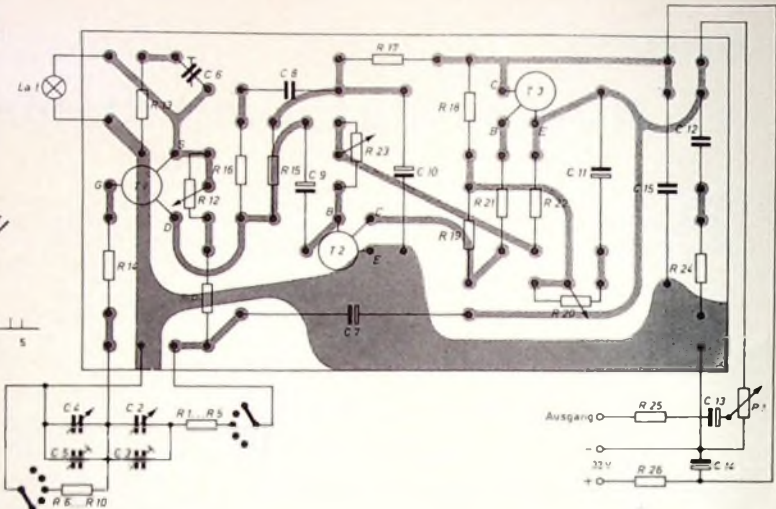 R 17
La 1
C 6
C 8
R 13
R 18
C
T 3
B
E
C 12
S
R 16
R 15
R 23
C 10
C 11
C 15
G
R 12
C 9
D
B
C
R 21
R 22
T 2
E
R 19
R 14
R 24
C 7
R 20
S
C 4
C 2
R 1...R 5
C 5
C 3
R 6...R 10
Ausgang
R 25
C 13
-
C 14
+
R 26